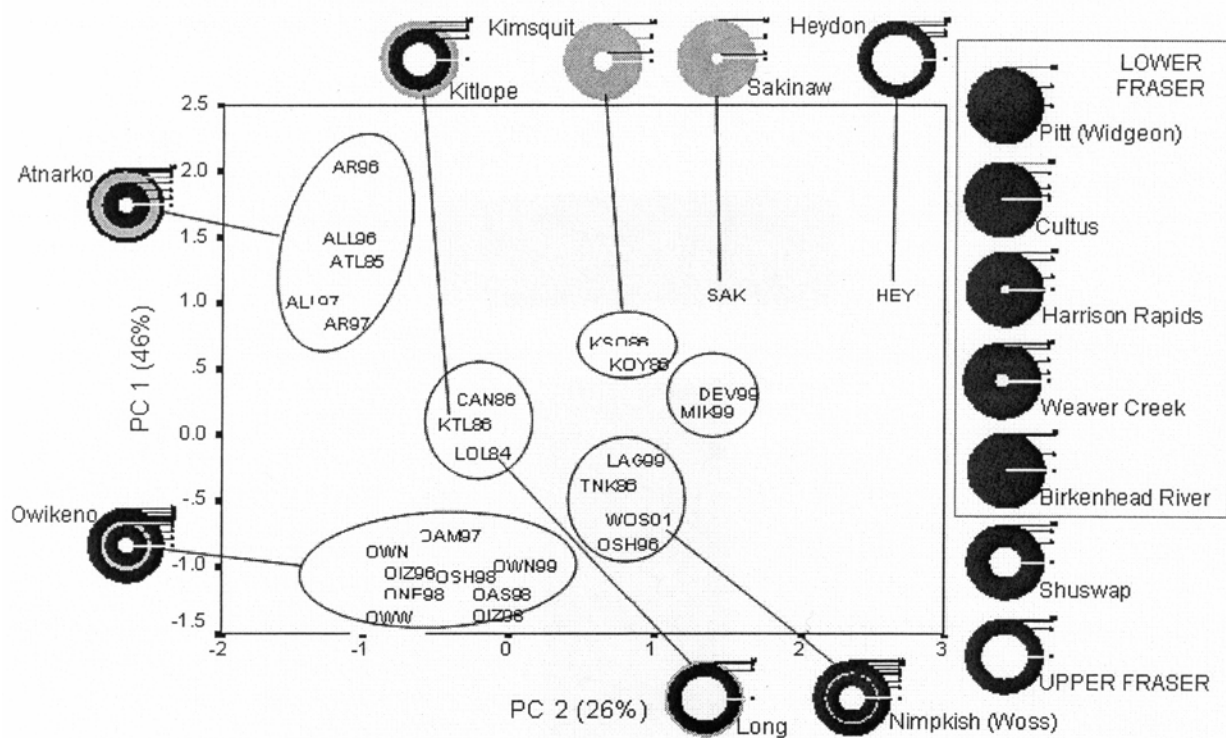 Kitlope
Kimsquit
Sakinaw
Heydon
LOWER
FRASER
Pitt (Widgeon)
Cultus
Harrison Rapids
Weaver Creek
Birkenhead River
Shuswap
UPPER FRASER
Atnarko
Owikeno
PC 1 (46%)
2.5
2.0
1.5
1.0
.5
0.0
-.5
-1.0
-1.5
AR96
ALL96
ATL85
ALL97
AR97
SAK
HEY
KOY86
CAN86
KTL86
LOL84
DEV99
MIK99
LAG99
TNK86
WOS01
OSH96
OWN
OWN99
OIZ96
OSH98
OAS98
OWW
OIZ96
-2
-1
0
1
2
3
PC 2 (26%)
Long
Nimpkish (Woss)